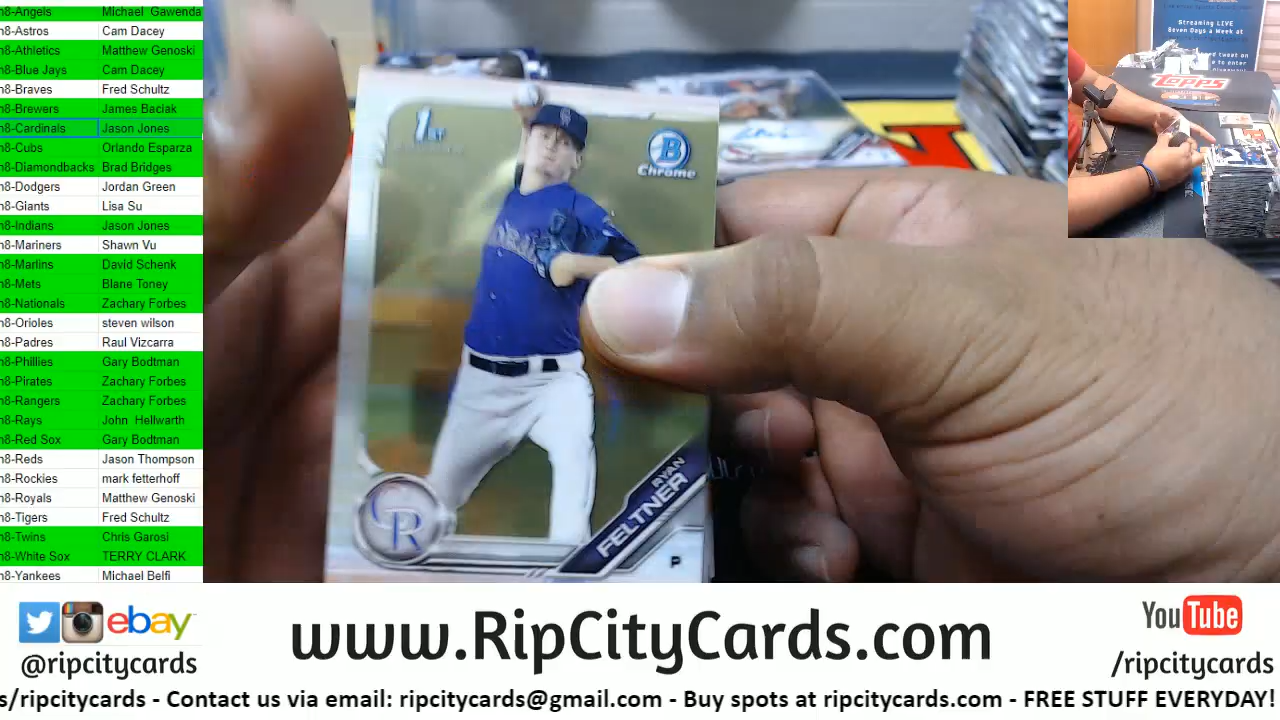 n8-Angels Michael Gawenda
n8-Astros Cam Dacey
n8-Athletics Matthew Genoski
n8-Blue Jays Cam Dacey
n8-Braves Fred Schultz
n8-Brewers James Baciak
n8-Cardinals Jason Jones
n8-Cubs Orlando Esparza
n8-Diamondbacks Brad Bridges
n8-Dodgers Jordan Green
n8-Giants Lisa Su
n8-Indians Jason Jones
n8-Mariners Shawn Vu
n8-Marlins David Schenk
n8-Mets Blane Toney
n8-Nationals Zachary Forbes
n8-Orioles steven wilson
n8-Padres Raul Vizcarra
n8-Phillies Gary Bodtman
n8-Pirates Zachary Forbes
n8-Rangers Zachary Forbes
n8-Rays John Hellwarth
n8-Red Sox Gary Bodtman
n8-Reds Jason Thompson
n8-Rockies mark fetterhoff
n8-Royals Matthew Genoski
n8-Tigers Fred Schultz
n8-Twins Chris Garosi
n8-White Sox TERRY CLARK
n8-Yankees Michael Belfi
1st
B
Chrome
CR
RYAN
FELTNER
P
Streaming LIVE
Seven Days a Week at
Topps
ebay
@ripcitycards
www.RipCityCards.com
YouTube
/ripcitycards
s/ripcitycards - Contact us via email: ripcitycards@gmail.com - Buy spots at ripcitycards.com - FREE STUFF EVERYDAY!